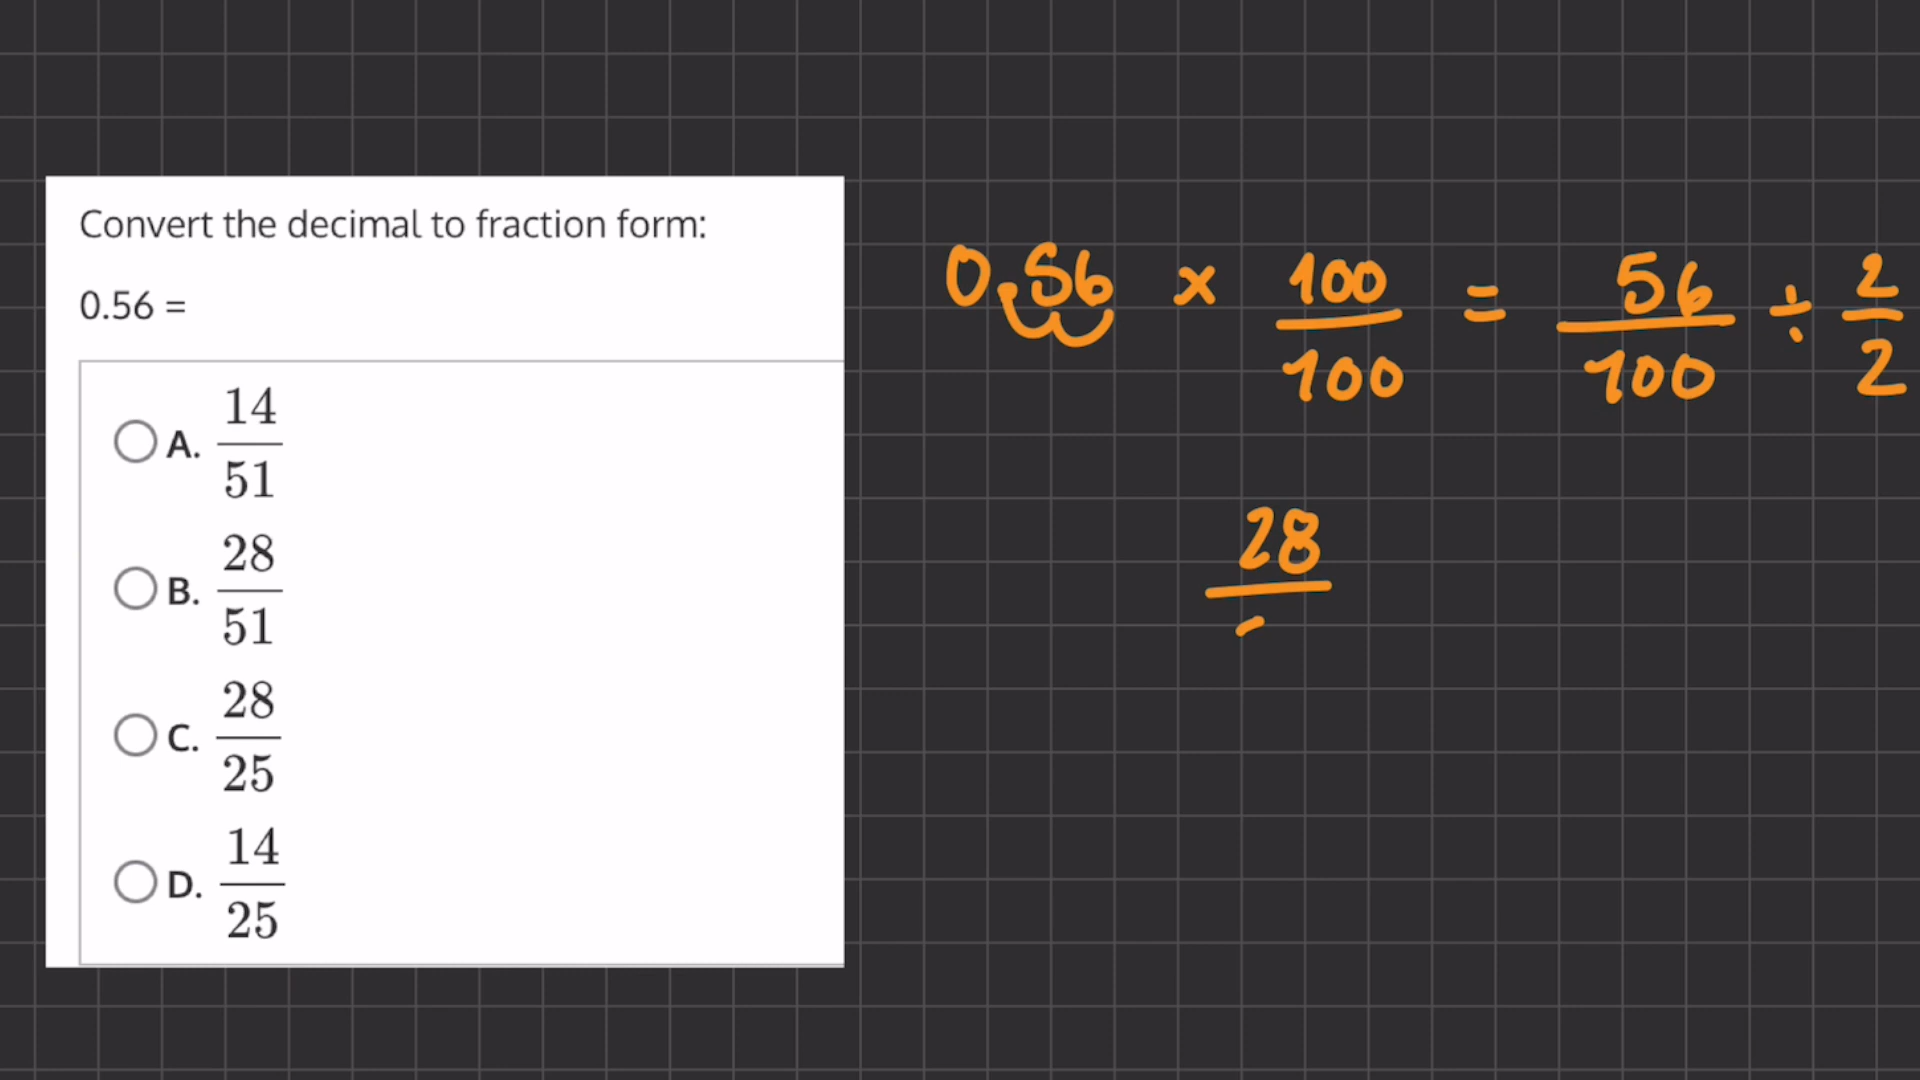 Convert the decimal to fraction form:
0.56 =
A. 14/51
B. 28/51
C. 28/25
D. 14/25
0.56 × 100/100 = 56/100 ÷ 2/2
28